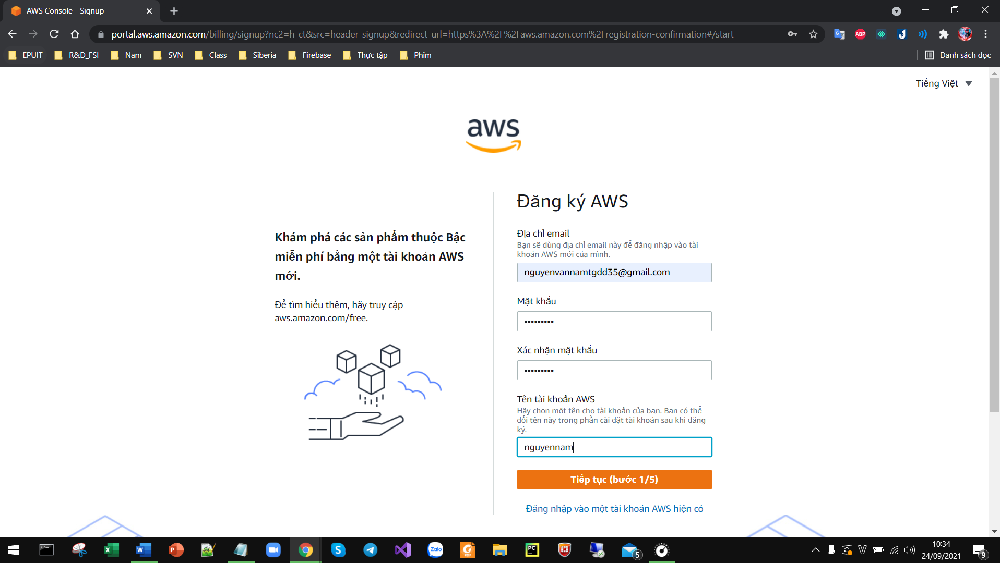 AWS Console - Signup
portal.aws.amazon.com/billing/signup?nc2=h_ct&src=header_signup&redirect_url=https%3A%2F%2Faws.amazon.com%2Fregistration-confirmation#/start
ABP
EPUIT
R&D_FSI
Nam
SVN
Class
Siberia
Firebase
Thực tập
Phim
Danh sách đọc
Tiếng Việt
aws
Khám phá các sản phẩm thuộc Bậc
miễn phí bằng một tài khoản AWS
mới.
Để tìm hiểu thêm, hãy truy cập
aws.amazon.com/free.
Đăng ký AWS
Địa chỉ email
Bạn sẽ dùng địa chỉ email này để đăng nhập vào tài
khoản AWS mới của mình.
nguyenvannamtgdd35@gmail.com
Mật khẩu
•••••••••
Xác nhận mật khẩu
•••••••••
Tên tài khoản AWS
Hãy chọn một tên cho tài khoản của bạn. Bạn có thể
đổi tên này trong phần cài đặt tài khoản sau khi đăng
ký.
nguyennam
Tiếp tục (bước 1/5)
Đăng nhập vào một tài khoản AWS hiện có
Zalo
PDF
PC
5
V
10:34
24/09/2021
9